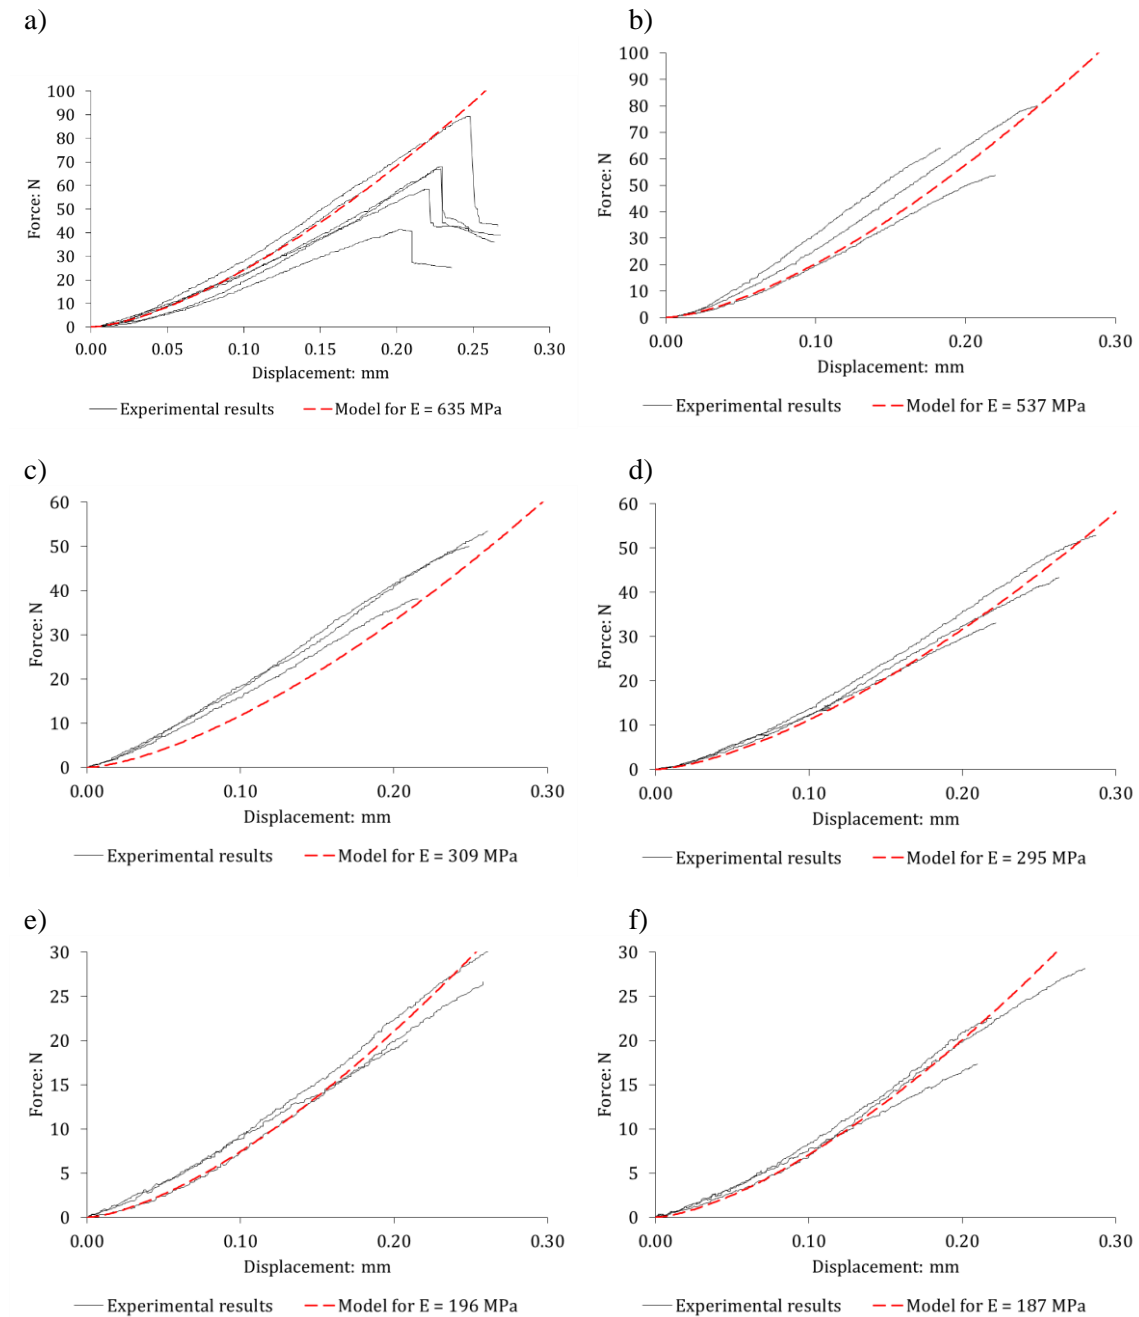 a)
100
90
80
70
60
50
40
30
20
10
0
Force: N
0.00 0.05 0.10 0.15 0.20 0.25 0.30
Displacement: mm
Experimental results Model for E = 635 MPa
b)
100
90
80
70
60
50
40
30
20
10
0
Force: N
0.00 0.10 0.20 0.30
Displacement: mm
Experimental results Model for E = 537 MPa
c)
60
50
40
30
20
10
0
Force: N
0.00 0.10 0.20 0.30
Displacement: mm
Experimental results Model for E = 309 MPa
d)
60
50
40
30
20
10
0
Force: N
0.00 0.10 0.20 0.30
Displacement: mm
Experimental results Model for E = 295 MPa
e)
30
25
20
15
10
5
0
Force: N
0.00 0.10 0.20 0.30
Displacement: mm
Experimental results Model for E = 196 MPa
f)
30
25
20
15
10
5
0
Force: N
0.00 0.10 0.20 0.30
Displacement: mm
Experimental results Model for E = 187 MPa